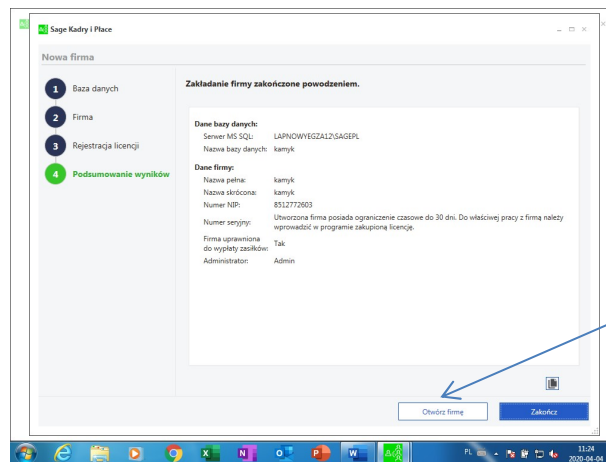 Sage Kadry i Płace
Nowa firma
1 Baza danych
2 Firma
3 Rejestracja licencji
4 Podsumowanie wyników
Zakładanie firmy zakończone powodzeniem.
Dane bazy danych:
Serwer MS SQL: LAPNOWYEGZA12\SAGEPL
Nazwa bazy danych: kamyk
Dane firmy:
Nazwa pełna: kamyk
Nazwa skrócona: kamyk
Numer NIP: 8512772603
Numer seryjny: Utworzona firma posiada ograniczenie czasowe do 30 dni. Do właściwej pracy z firmą należy
wprowadzić w programie zakupioną licencję.
Firma uprawniona
do wypłaty zasiłków: Tak
Administrator: Admin
Otwórz firmę
Zakończ
PL
11:24
2020-04-04